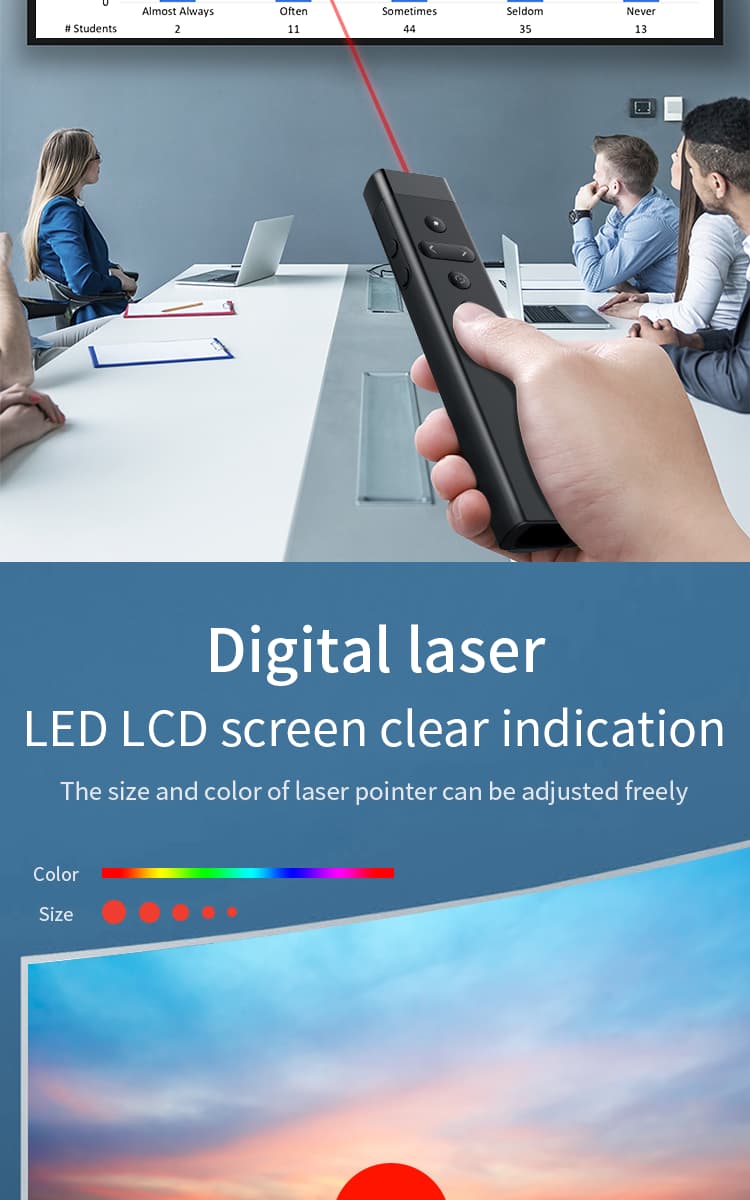 0
Almost Always Often Sometimes Seldom Never
# Students 2 11 44 35 13
Digital laser
LED LCD screen clear indication
The size and color of laser pointer can be adjusted freely
Color
Size